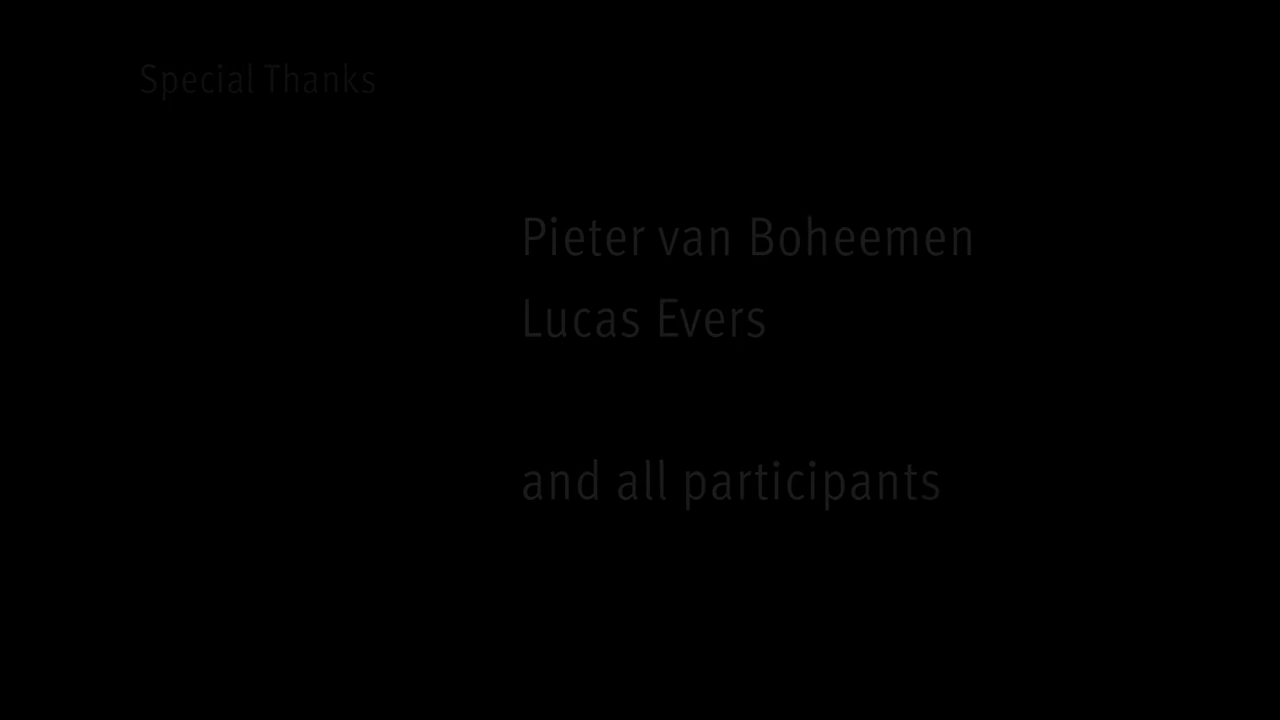 Special Thanks
Pieter van Boheemen
Lucas Evers
and all participants